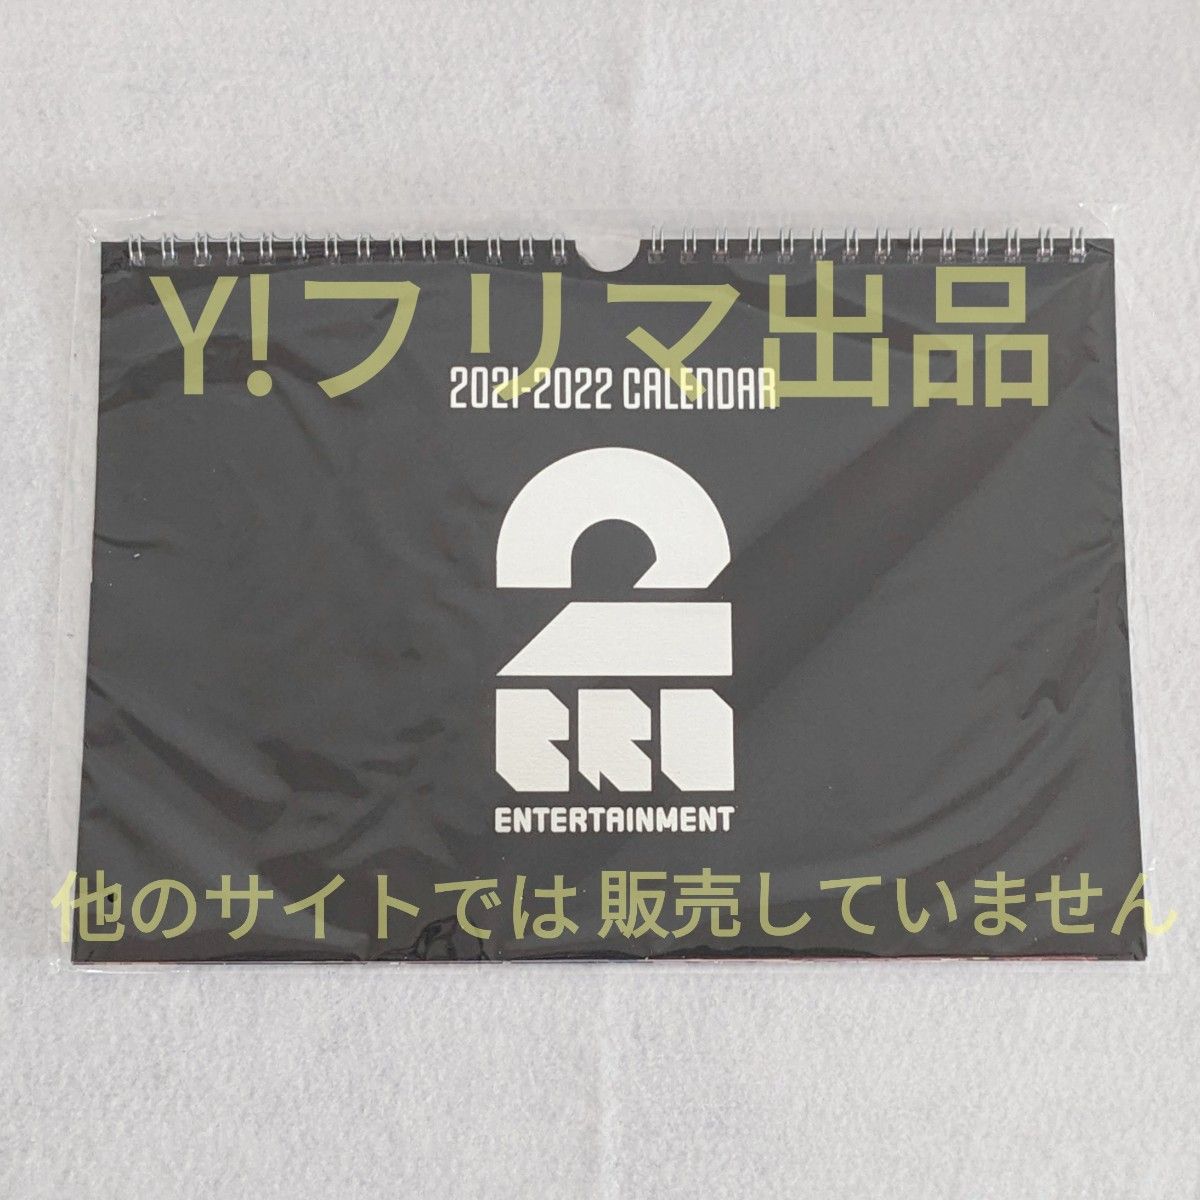 Y!フリマ出品
2021-2022 CALENDAR
2
BRO
ENTERTAINMENT
他のサイトでは 販売していません